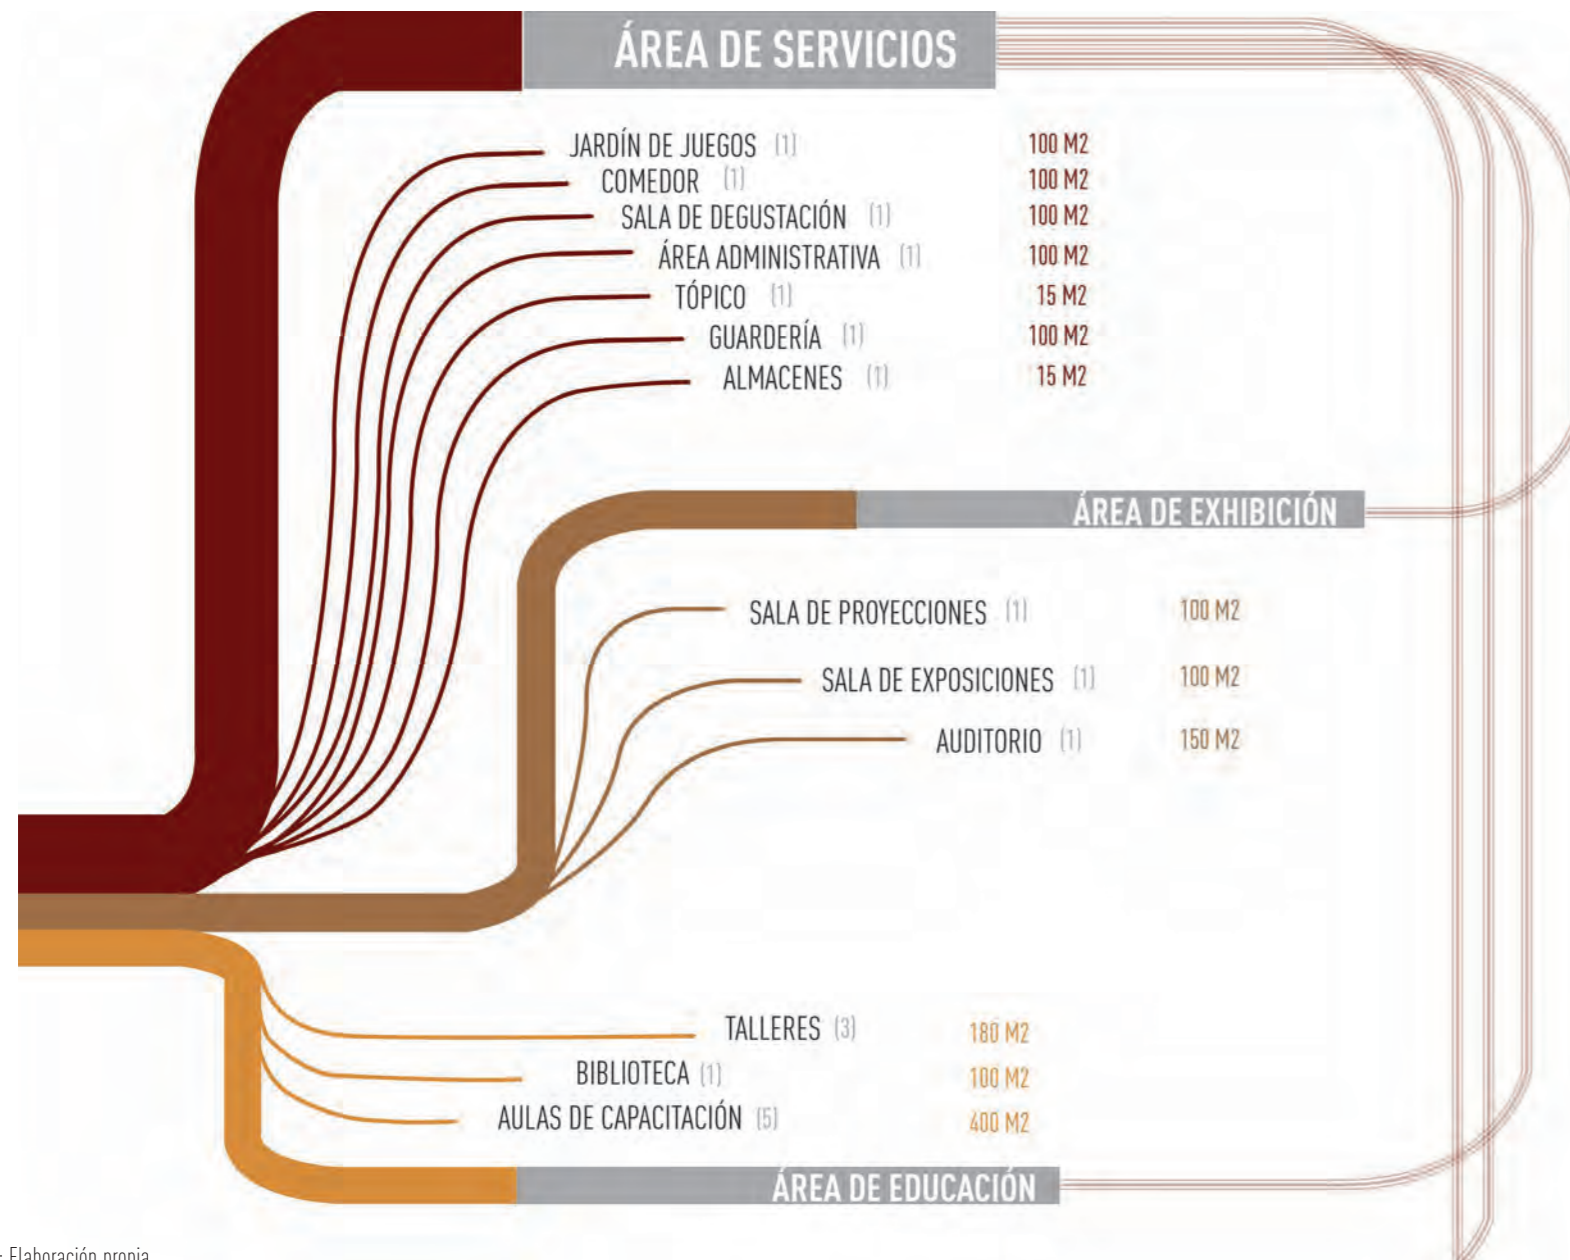 ÁREA DE SERVICIOS
JARDÍN DE JUEGOS (1) 100 M2
COMEDOR (1) 100 M2
SALA DE DEGUSTACIÓN (1) 100 M2
ÁREA ADMINISTRATIVA (1) 100 M2
TÓPICO (1) 15 M2
GUARDERÍA (1) 100 M2
ALMACENES (1) 15 M2
ÁREA DE EXHIBICIÓN
SALA DE PROYECCIONES (1) 100 M2
SALA DE EXPOSICIONES (1) 100 M2
AUDITORIO (1) 150 M2
TALLERES (3) 180 M2
BIBLIOTECA (1) 100 M2
AULAS DE CAPACITACIÓN (5) 400 M2
ÁREA DE EDUCACIÓN
: Elaboración propia